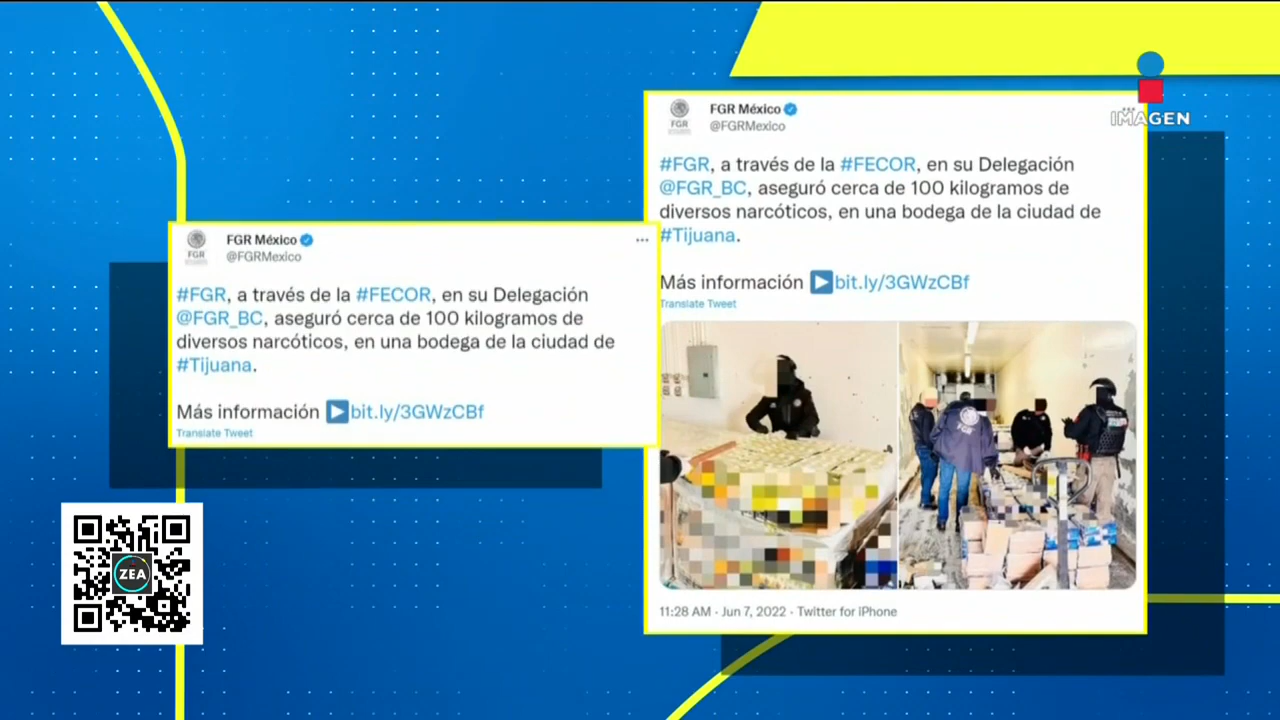 IMAGEN
FGR México
@FGRMexico
FGR
#FGR, a través de la #FECOR, en su Delegación
@FGR_BC, aseguró cerca de 100 kilogramos de
diversos narcóticos, en una bodega de la ciudad de
#Tijuana.
Más información bit.ly/3GWzCBf
Translate Tweet
FGR México
@FGRMexico
FGR
#FGR, a través de la #FECOR, en su Delegación
@FGR_BC, aseguró cerca de 100 kilogramos de
diversos narcóticos, en una bodega de la ciudad de
#Tijuana.
Más información bit.ly/3GWzCBf
Translate Tweet
FGR
11:28 AM · Jun 7, 2022 · Twitter for iPhone
ZEA